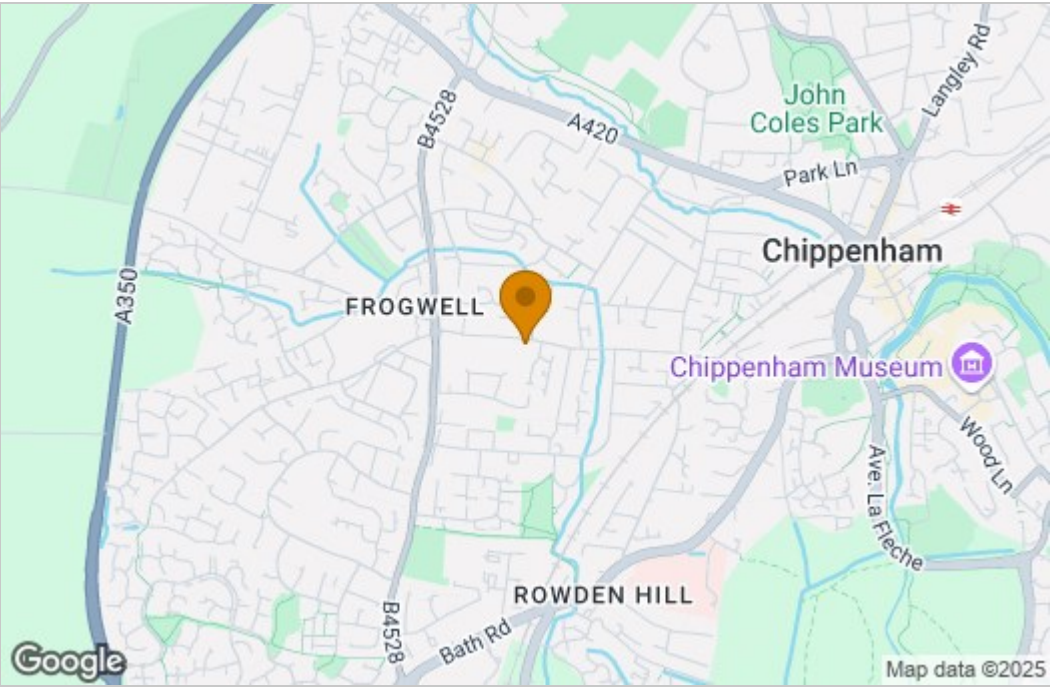 Langley Rd
John
Coles Park
B4528
A420
Park Ln
Chippenham
A350
FROGWELL
Chippenham Museum
Wood Ln
Ave. La Fleche
ROWDEN HILL
B4528
Bath Rd
Google
Map data ©2025